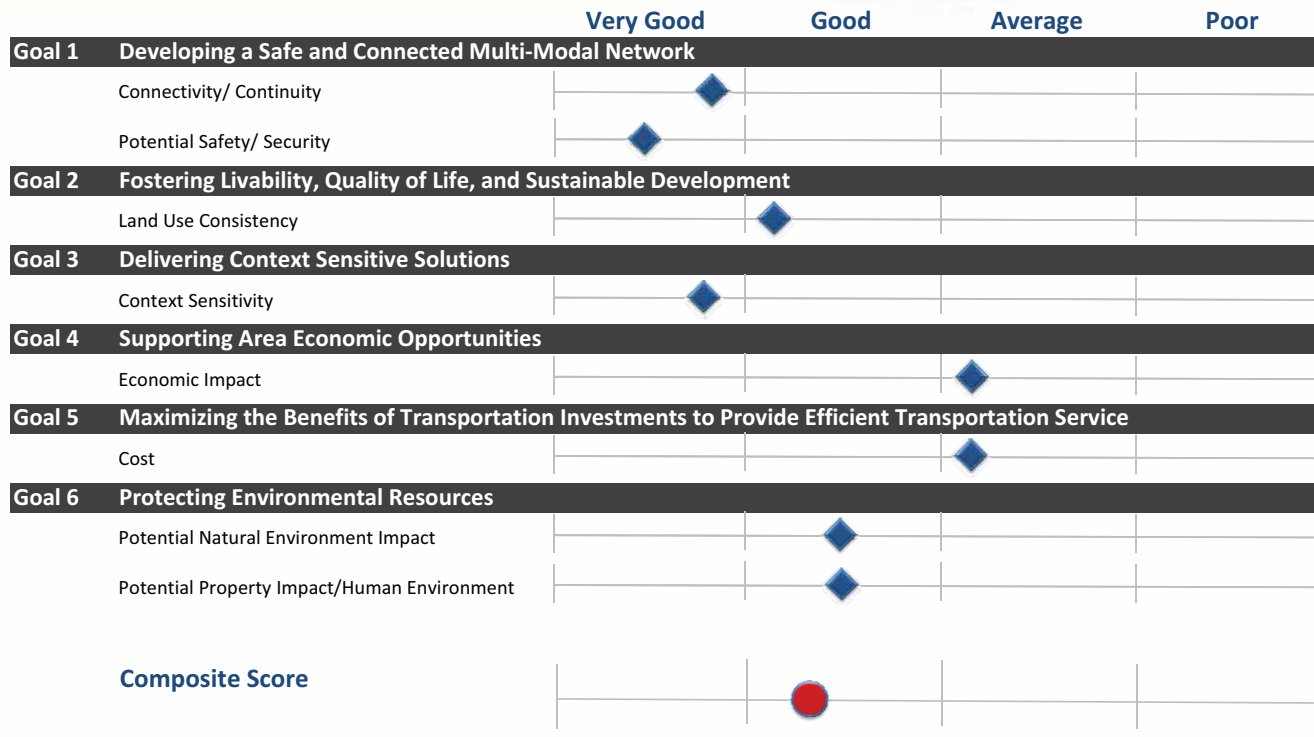 Very Good Good Average Poor
Goal 1 Developing a Safe and Connected Multi-Modal Network
Connectivity/ Continuity
Potential Safety/ Security
Goal 2 Fostering Livability, Quality of Life, and Sustainable Development
Land Use Consistency
Goal 3 Delivering Context Sensitive Solutions
Context Sensitivity
Goal 4 Supporting Area Economic Opportunities
Economic Impact
Goal 5 Maximizing the Benefits of Transportation Investments to Provide Efficient Transportation Service
Cost
Goal 6 Protecting Environmental Resources
Potential Natural Environment Impact
Potential Property Impact/Human Environment
Composite Score